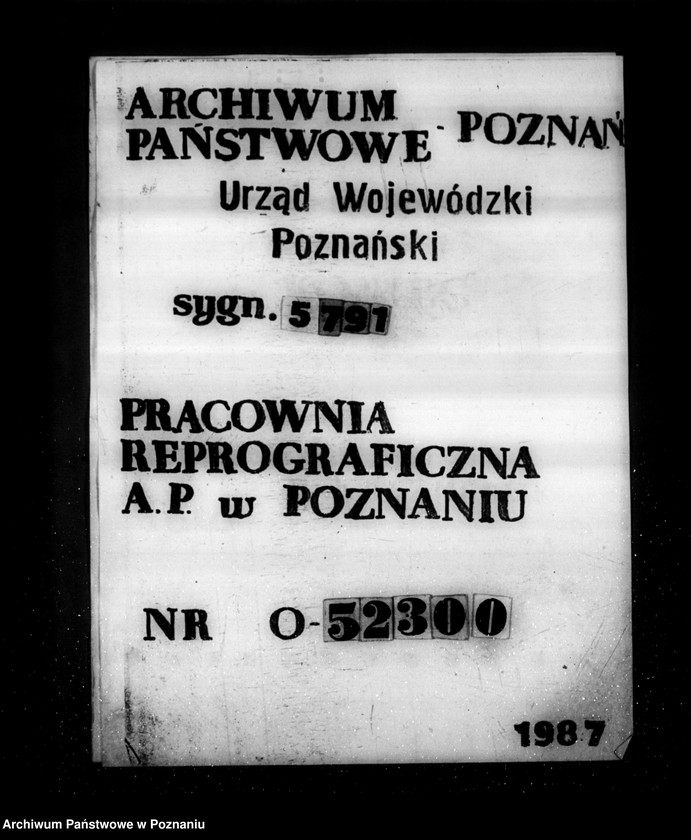 ARCHIWUM
PAŃSTWOWE - POZNAŃ
Urząd Wojewódzki
Poznański
sygn. 5791
PRACOWNIA
REPROGRAFICZNA
A.P. w POZNANIU
NR O-52300
1987
Archiwum Państwowe w Poznaniu